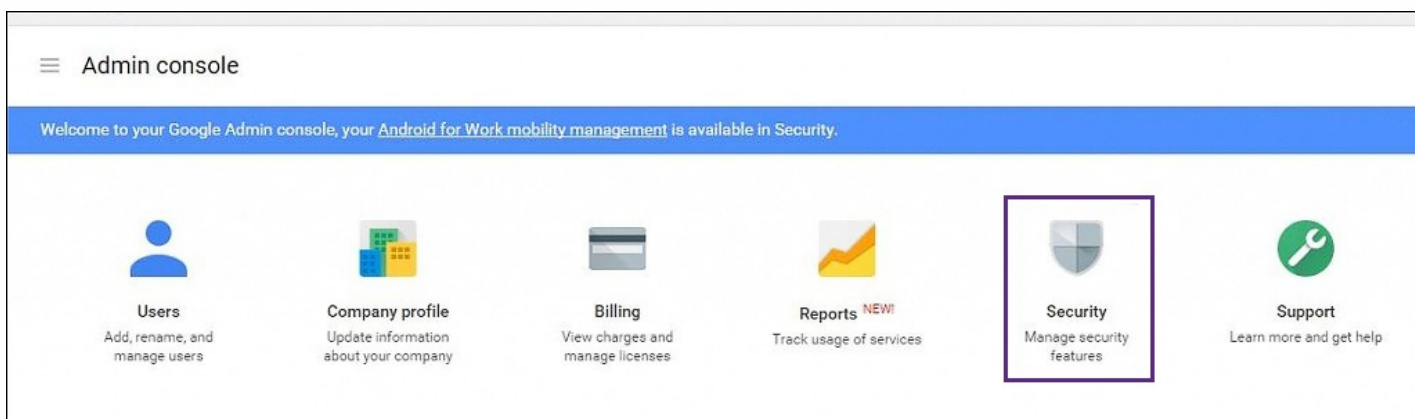 Admin console
Welcome to your Google Admin console, your Android for Work mobility management is available in Security.
Users
Add, rename, and
manage users
Company profile
Update information
about your company
Billing
View charges and
manage licenses
Reports NEW!
Track usage of services
Security
Manage security
features
Support
Learn more and get help